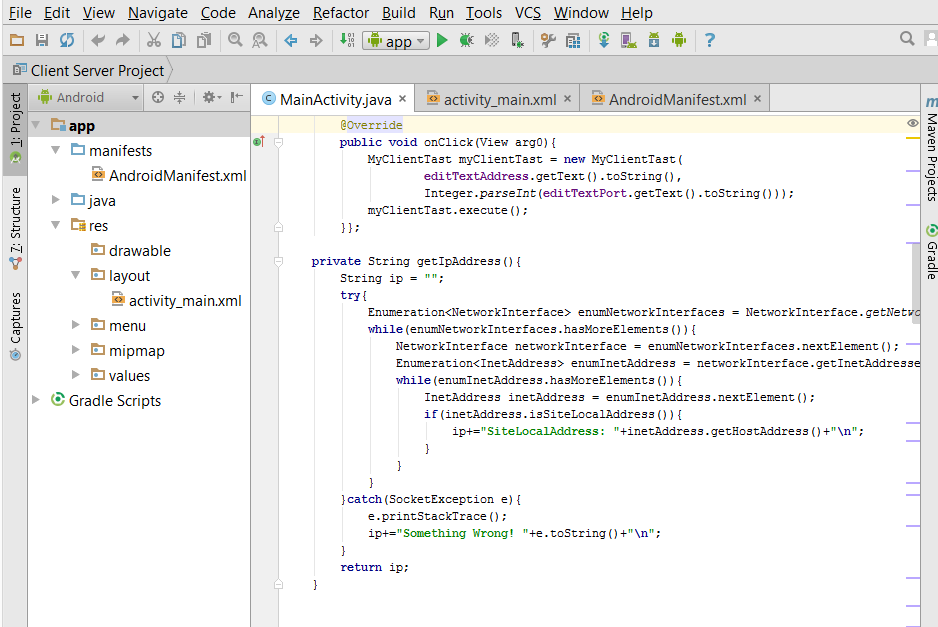 File Edit View Navigate Code Analyze Refactor Build Run Tools VCS Window Help
app
Client Server Project
Android
MainActivity.java
activity_main.xml
AndroidManifest.xml
1: Project
7: Structure
Captures
app
manifests
AndroidManifest.xml
java
res
drawable
layout
activity_main.xml
menu
mipmap
values
Gradle Scripts
@Override
public void onClick(View arg0){
MyClientTast myClientTast = new MyClientTast(
editTextAddress.getText().toString(),
Integer.parseInt(editTextPort.getText().toString()));
myClientTast.execute();
}};
private String getIpAddress(){
String ip = "";
try{
Enumeration<NetworkInterface> enumNetworkInterfaces = NetworkInterface.getNetwo
while(enumNetworkInterfaces.hasMoreElements()){
NetworkInterface networkInterface = enumNetworkInterfaces.nextElement();
Enumeration<InetAddress> enumInetAddress = networkInterface.getInetAddresse
while(enumInetAddress.hasMoreElements()){
InetAddress inetAddress = enumInetAddress.nextElement();
if(inetAddress.isSiteLocalAddress()){
ip+="SiteLocalAddress: "+inetAddress.getHostAddress()+"\n";
}
}
}
}catch(SocketException e){
e.printStackTrace();
ip+="Something Wrong! "+e.toString()+"\n";
}
return ip;
}
m
Maven Projects
Gradle